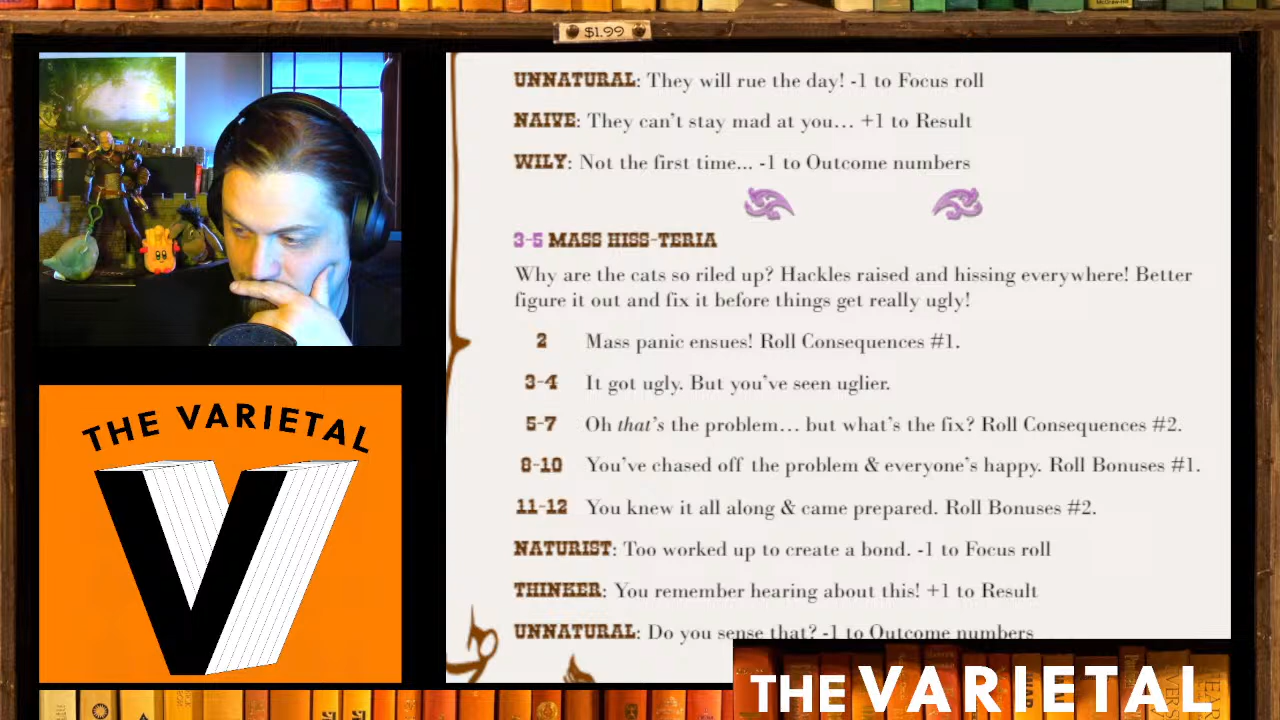 $1.99
UNNATURAL: They will rue the day! -1 to Focus roll
NAIVE: They can't stay mad at you... +1 to Result
WILY: Not the first time... -1 to Outcome numbers
3-5 MASS HISS-TERIA
Why are the cats so riled up? Hackles raised and hissing everywhere! Better
figure it out and fix it before things get really ugly!
2 Mass panic ensues! Roll Consequences #1.
3-4 It got ugly. But you've seen uglier.
5-7 Oh that's the problem... but what's the fix? Roll Consequences #2.
8-10 You've chased off the problem & everyone's happy. Roll Bonuses #1.
11-12 You knew it all along & came prepared. Roll Bonuses #2.
NATURIST: Too worked up to create a bond. -1 to Focus roll
THINKER: You remember hearing about this! +1 to Result
UNNATURAL: Do you sense that? -1 to Outcome numbers
THE VARIETAL
V
THE VARIETAL